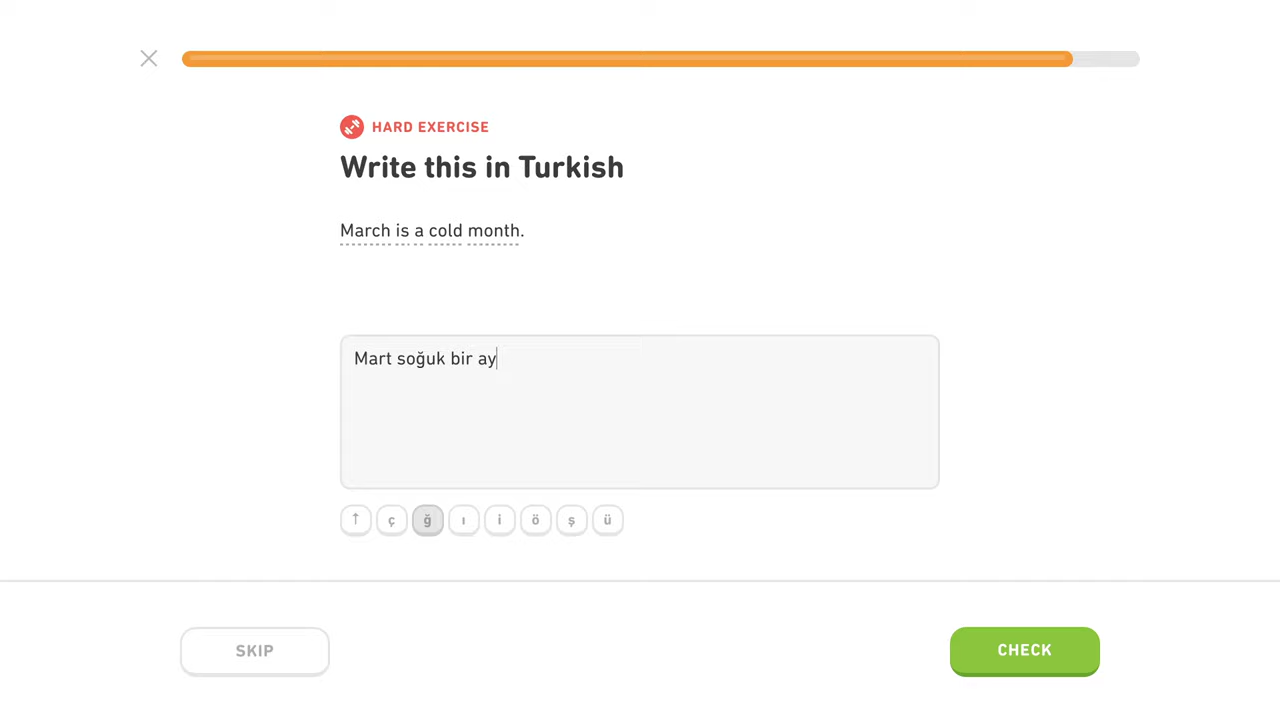 HARD EXERCISE
Write this in Turkish
March is a cold month.
Mart soğuk bir ay
↑ ç ğ ı i ö ş ü
SKIP
CHECK